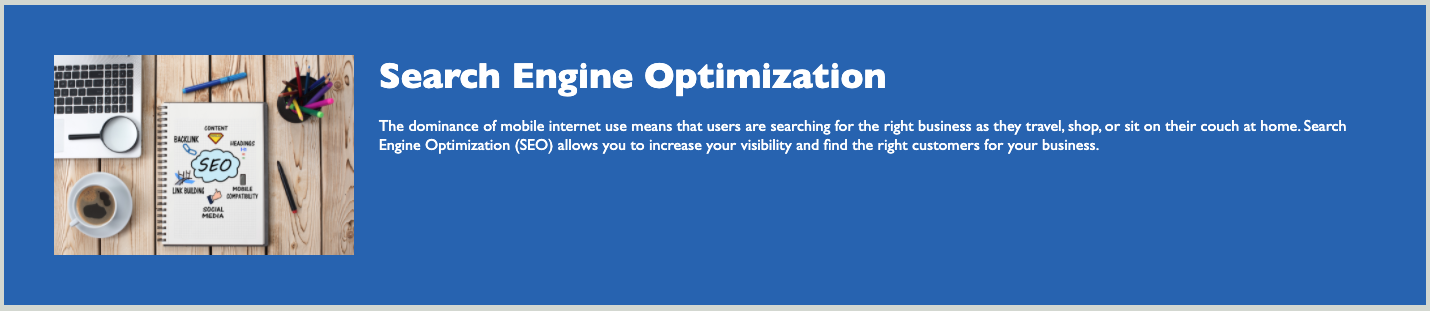 Search Engine Optimization
The dominance of mobile internet use means that users are searching for the right business as they travel, shop, or sit on their couch at home. Search
Engine Optimization (SEO) allows you to increase your visibility and find the right customers for your business.
CONTENT
BACKLINK
HEADINGS
SEO
LINK BUILDING
MOBILE
COMPATIBILITY
SOCIAL
MEDIA